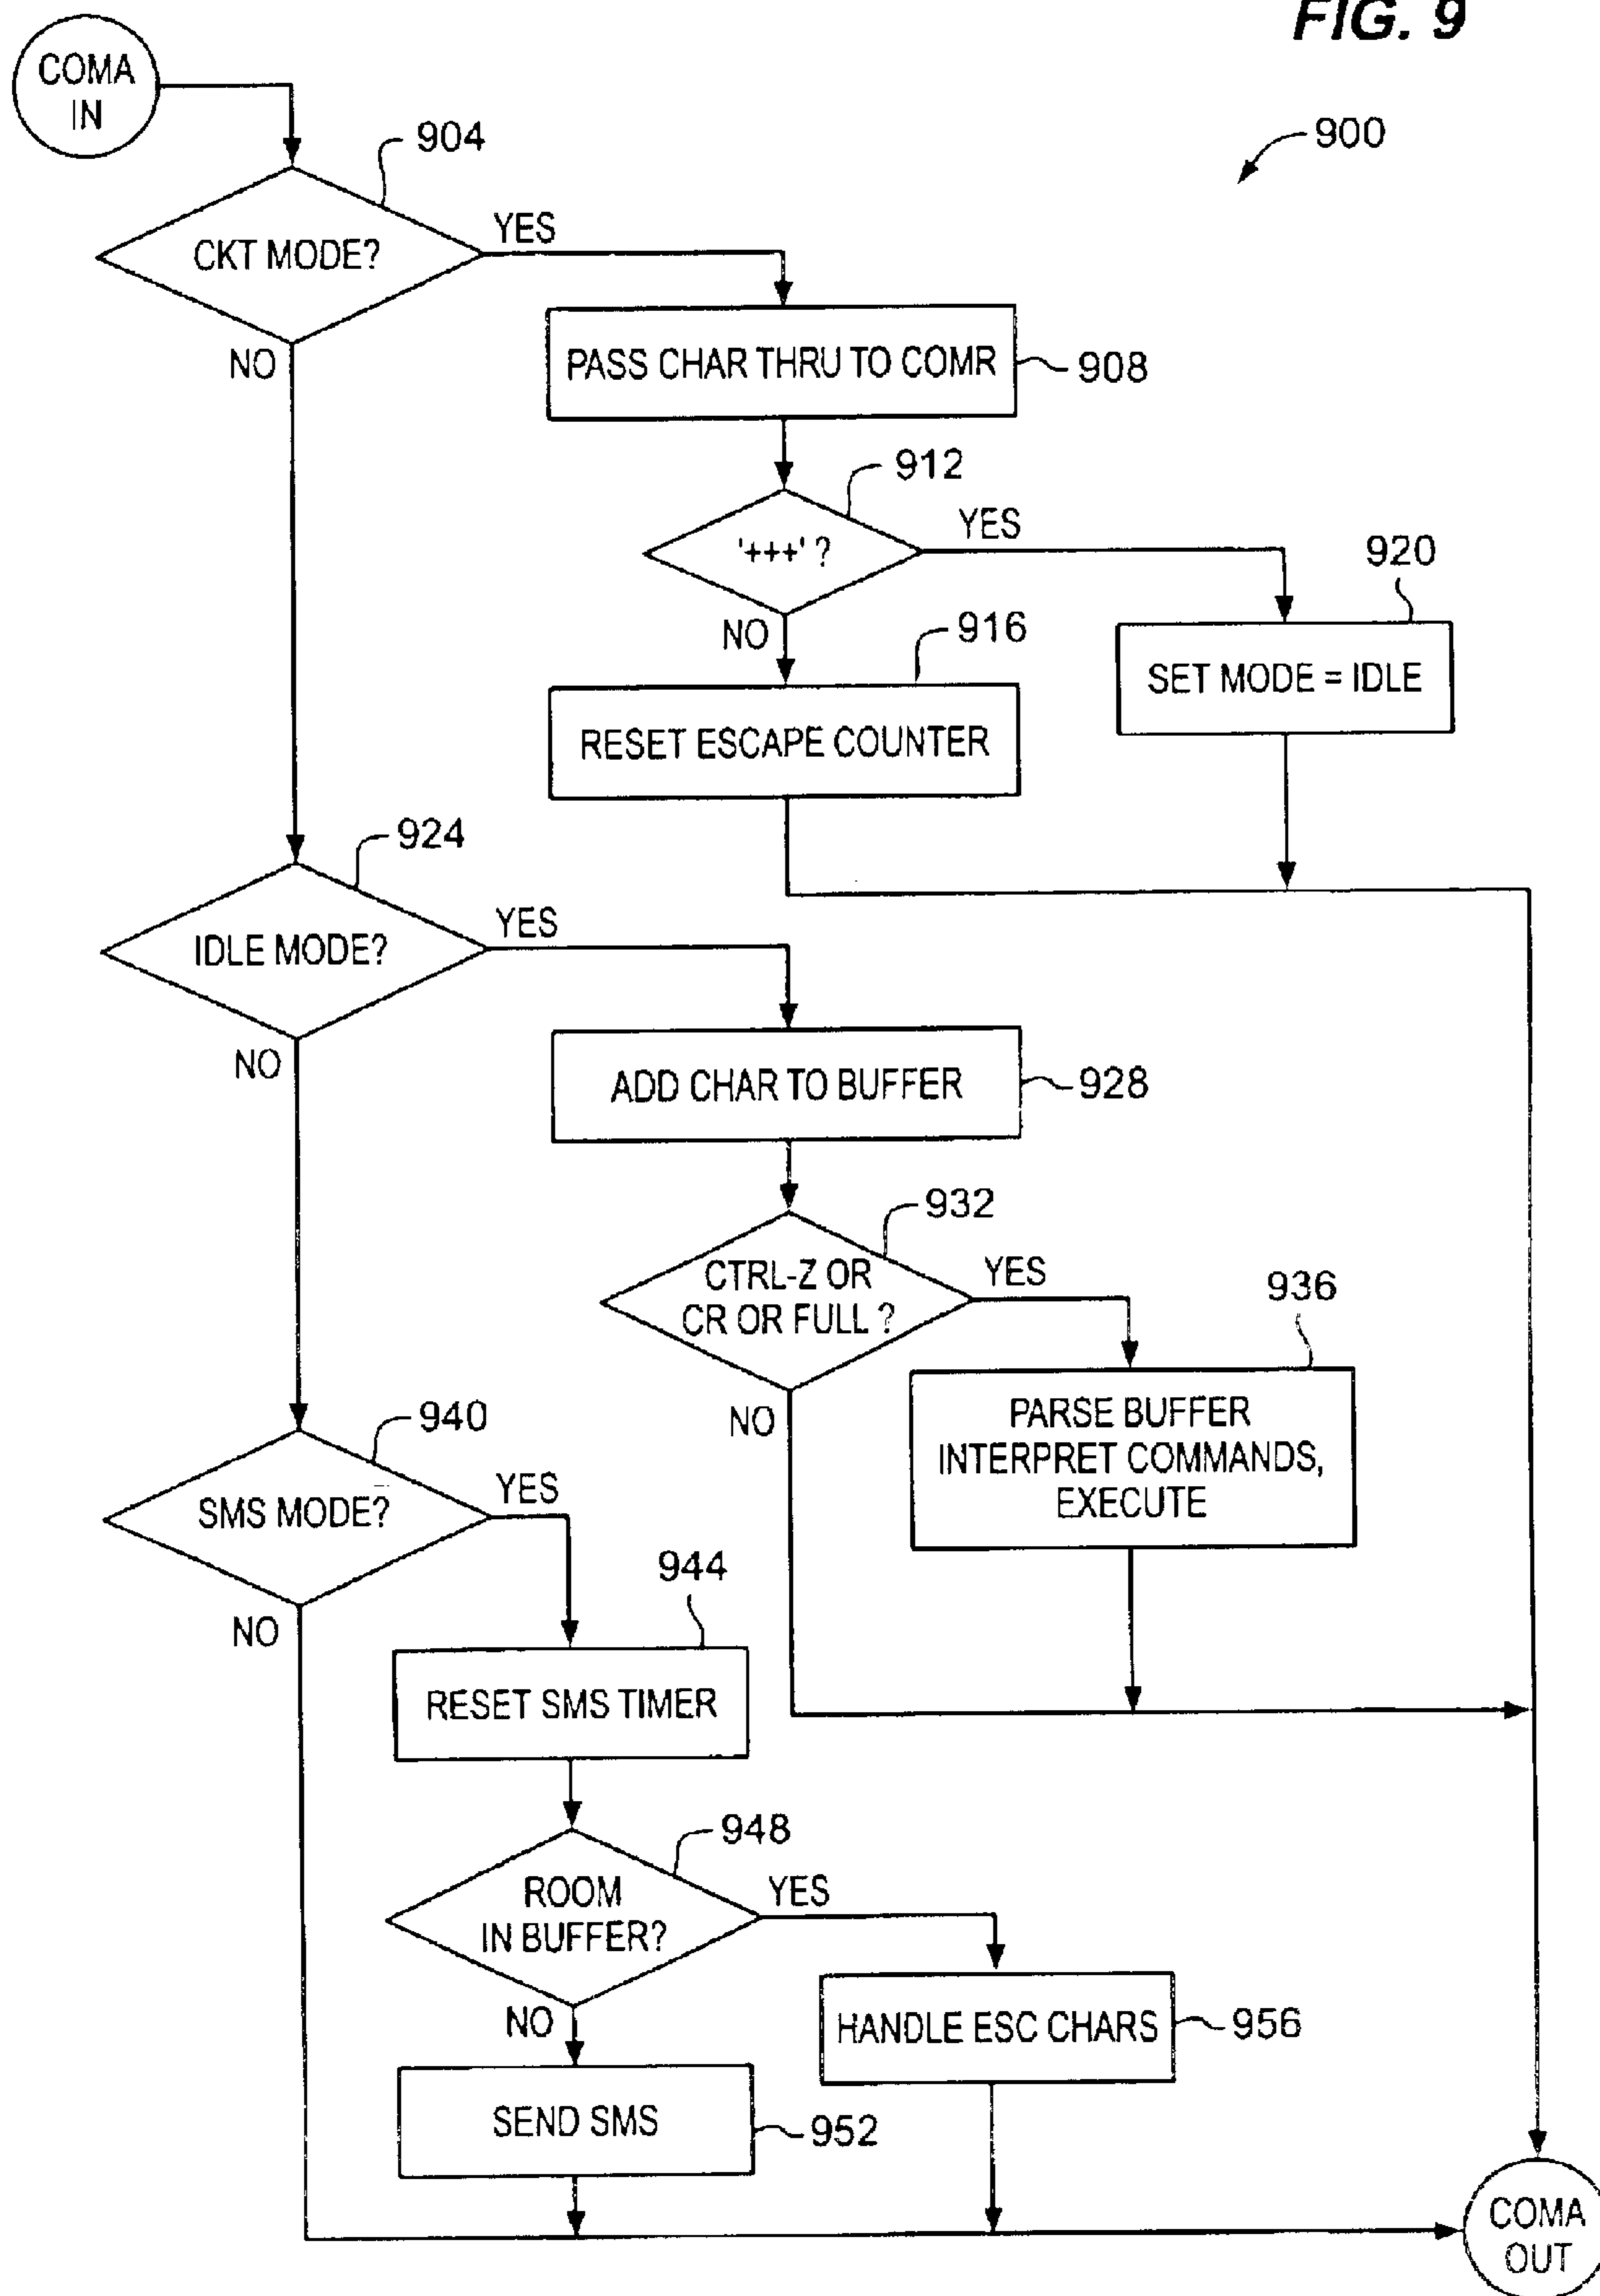 FIG. 9
COMA
IN
904
900
CKT MODE?
YES
NO
PASS CHAR THRU TO COMR
908
912
'+++' ?
YES
920
NO
916
SET MODE = IDLE
RESET ESCAPE COUNTER
924
IDLE MODE?
YES
NO
ADD CHAR TO BUFFER
928
932
CTRL-Z OR
CR OR FULL ?
YES
936
NO
PARSE BUFFER
INTERPRET COMMANDS,
EXECUTE
940
SMS MODE?
YES
944
NO
RESET SMS TIMER
948
ROOM
IN BUFFER?
YES
NO
HANDLE ESC CHARS
956
SEND SMS
952
COMA
OUT